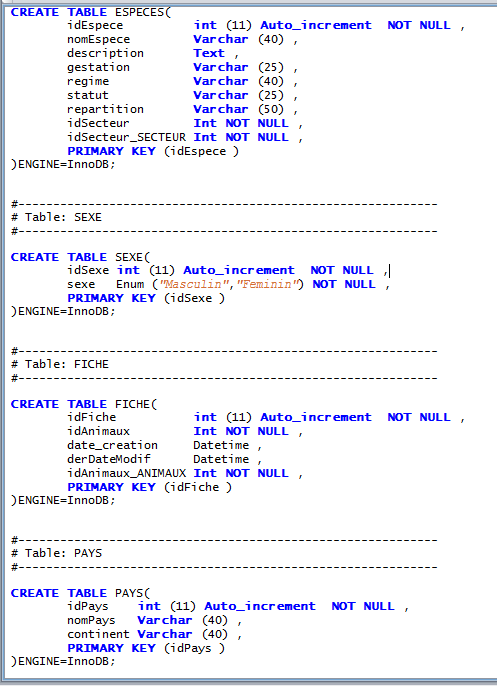 CREATE TABLE ESPECES(
idEspece int (11) Auto_increment NOT NULL ,
nomEspece Varchar (40) ,
description Text ,
gestation Varchar (25) ,
regime Varchar (40) ,
statut Varchar (25) ,
repartition Varchar (50) ,
idSecteur Int NOT NULL ,
idSecteur_SECTEUR Int NOT NULL ,
PRIMARY KEY (idEspece )
)ENGINE=InnoDB;
#------------------------------------------------------------
# Table: SEXE
#------------------------------------------------------------
CREATE TABLE SEXE(
idSexe int (11) Auto_increment NOT NULL ,
sexe Enum ("Masculin","Feminin") NOT NULL ,
PRIMARY KEY (idSexe )
)ENGINE=InnoDB;
#------------------------------------------------------------
# Table: FICHE
#------------------------------------------------------------
CREATE TABLE FICHE(
idFiche int (11) Auto_increment NOT NULL ,
idAnimaux Int NOT NULL ,
date_creation Datetime ,
derDateModif Datetime ,
idAnimaux_ANIMAUX Int NOT NULL ,
PRIMARY KEY (idFiche )
)ENGINE=InnoDB;
#------------------------------------------------------------
# Table: PAYS
#------------------------------------------------------------
CREATE TABLE PAYS(
idPays int (11) Auto_increment NOT NULL ,
nomPays Varchar (40) ,
continent Varchar (40) ,
PRIMARY KEY (idPays )
)ENGINE=InnoDB;